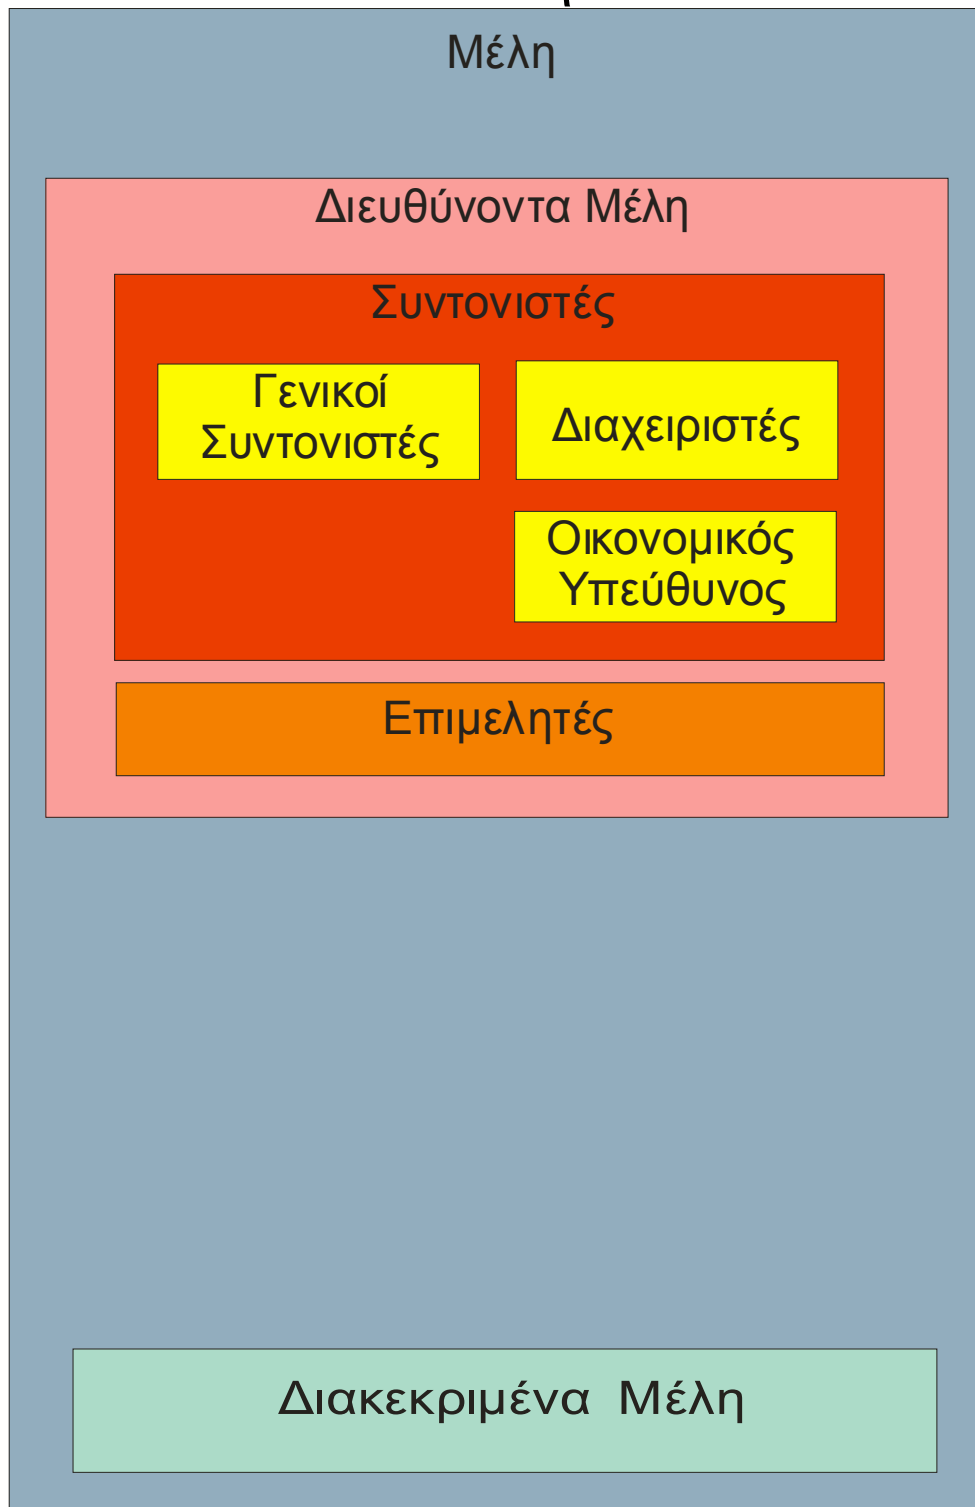 Μέλη
Διευθύνοντα Μέλη
Συντονιστές
Γενικοί
Συντονιστές
Διαχειριστές
Οικονομικός
Υπεύθυνος
Επιμελητές
Διακεκριμένα Μέλη